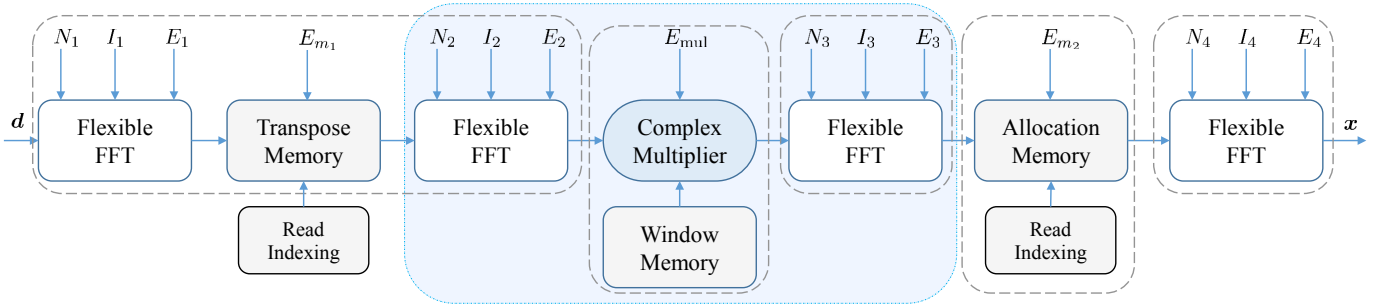 N₁ I₁ E₁ Eₘ₁ N₂ I₂ E₂ Eₘᵤₗ N₃ I₃ E₃ Eₘ₂ N₄ I₄ E₄
d
Flexible
FFT
Transpose
Memory
Flexible
FFT
Complex
Multiplier
Flexible
FFT
Allocation
Memory
Flexible
FFT
x
Read
Indexing
Window
Memory
Read
Indexing